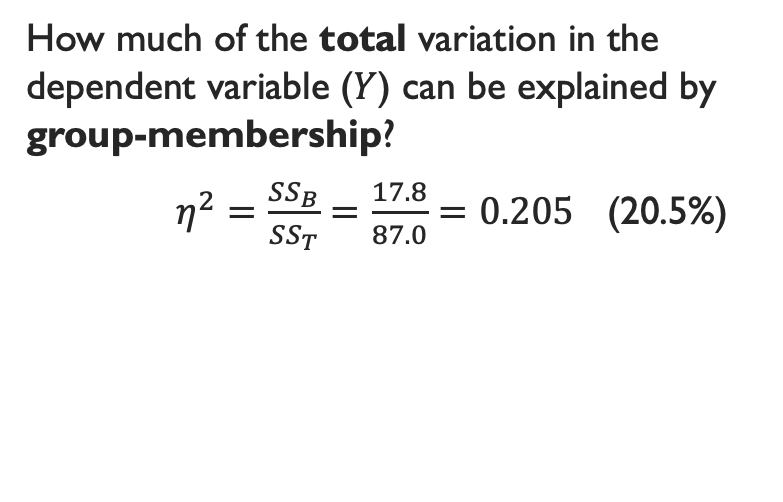 How much of the total variation in the
dependent variable (Y) can be explained by
group-membership?
η² = SS_B/SS_T = 17.8/87.0 = 0.205 (20.5%)